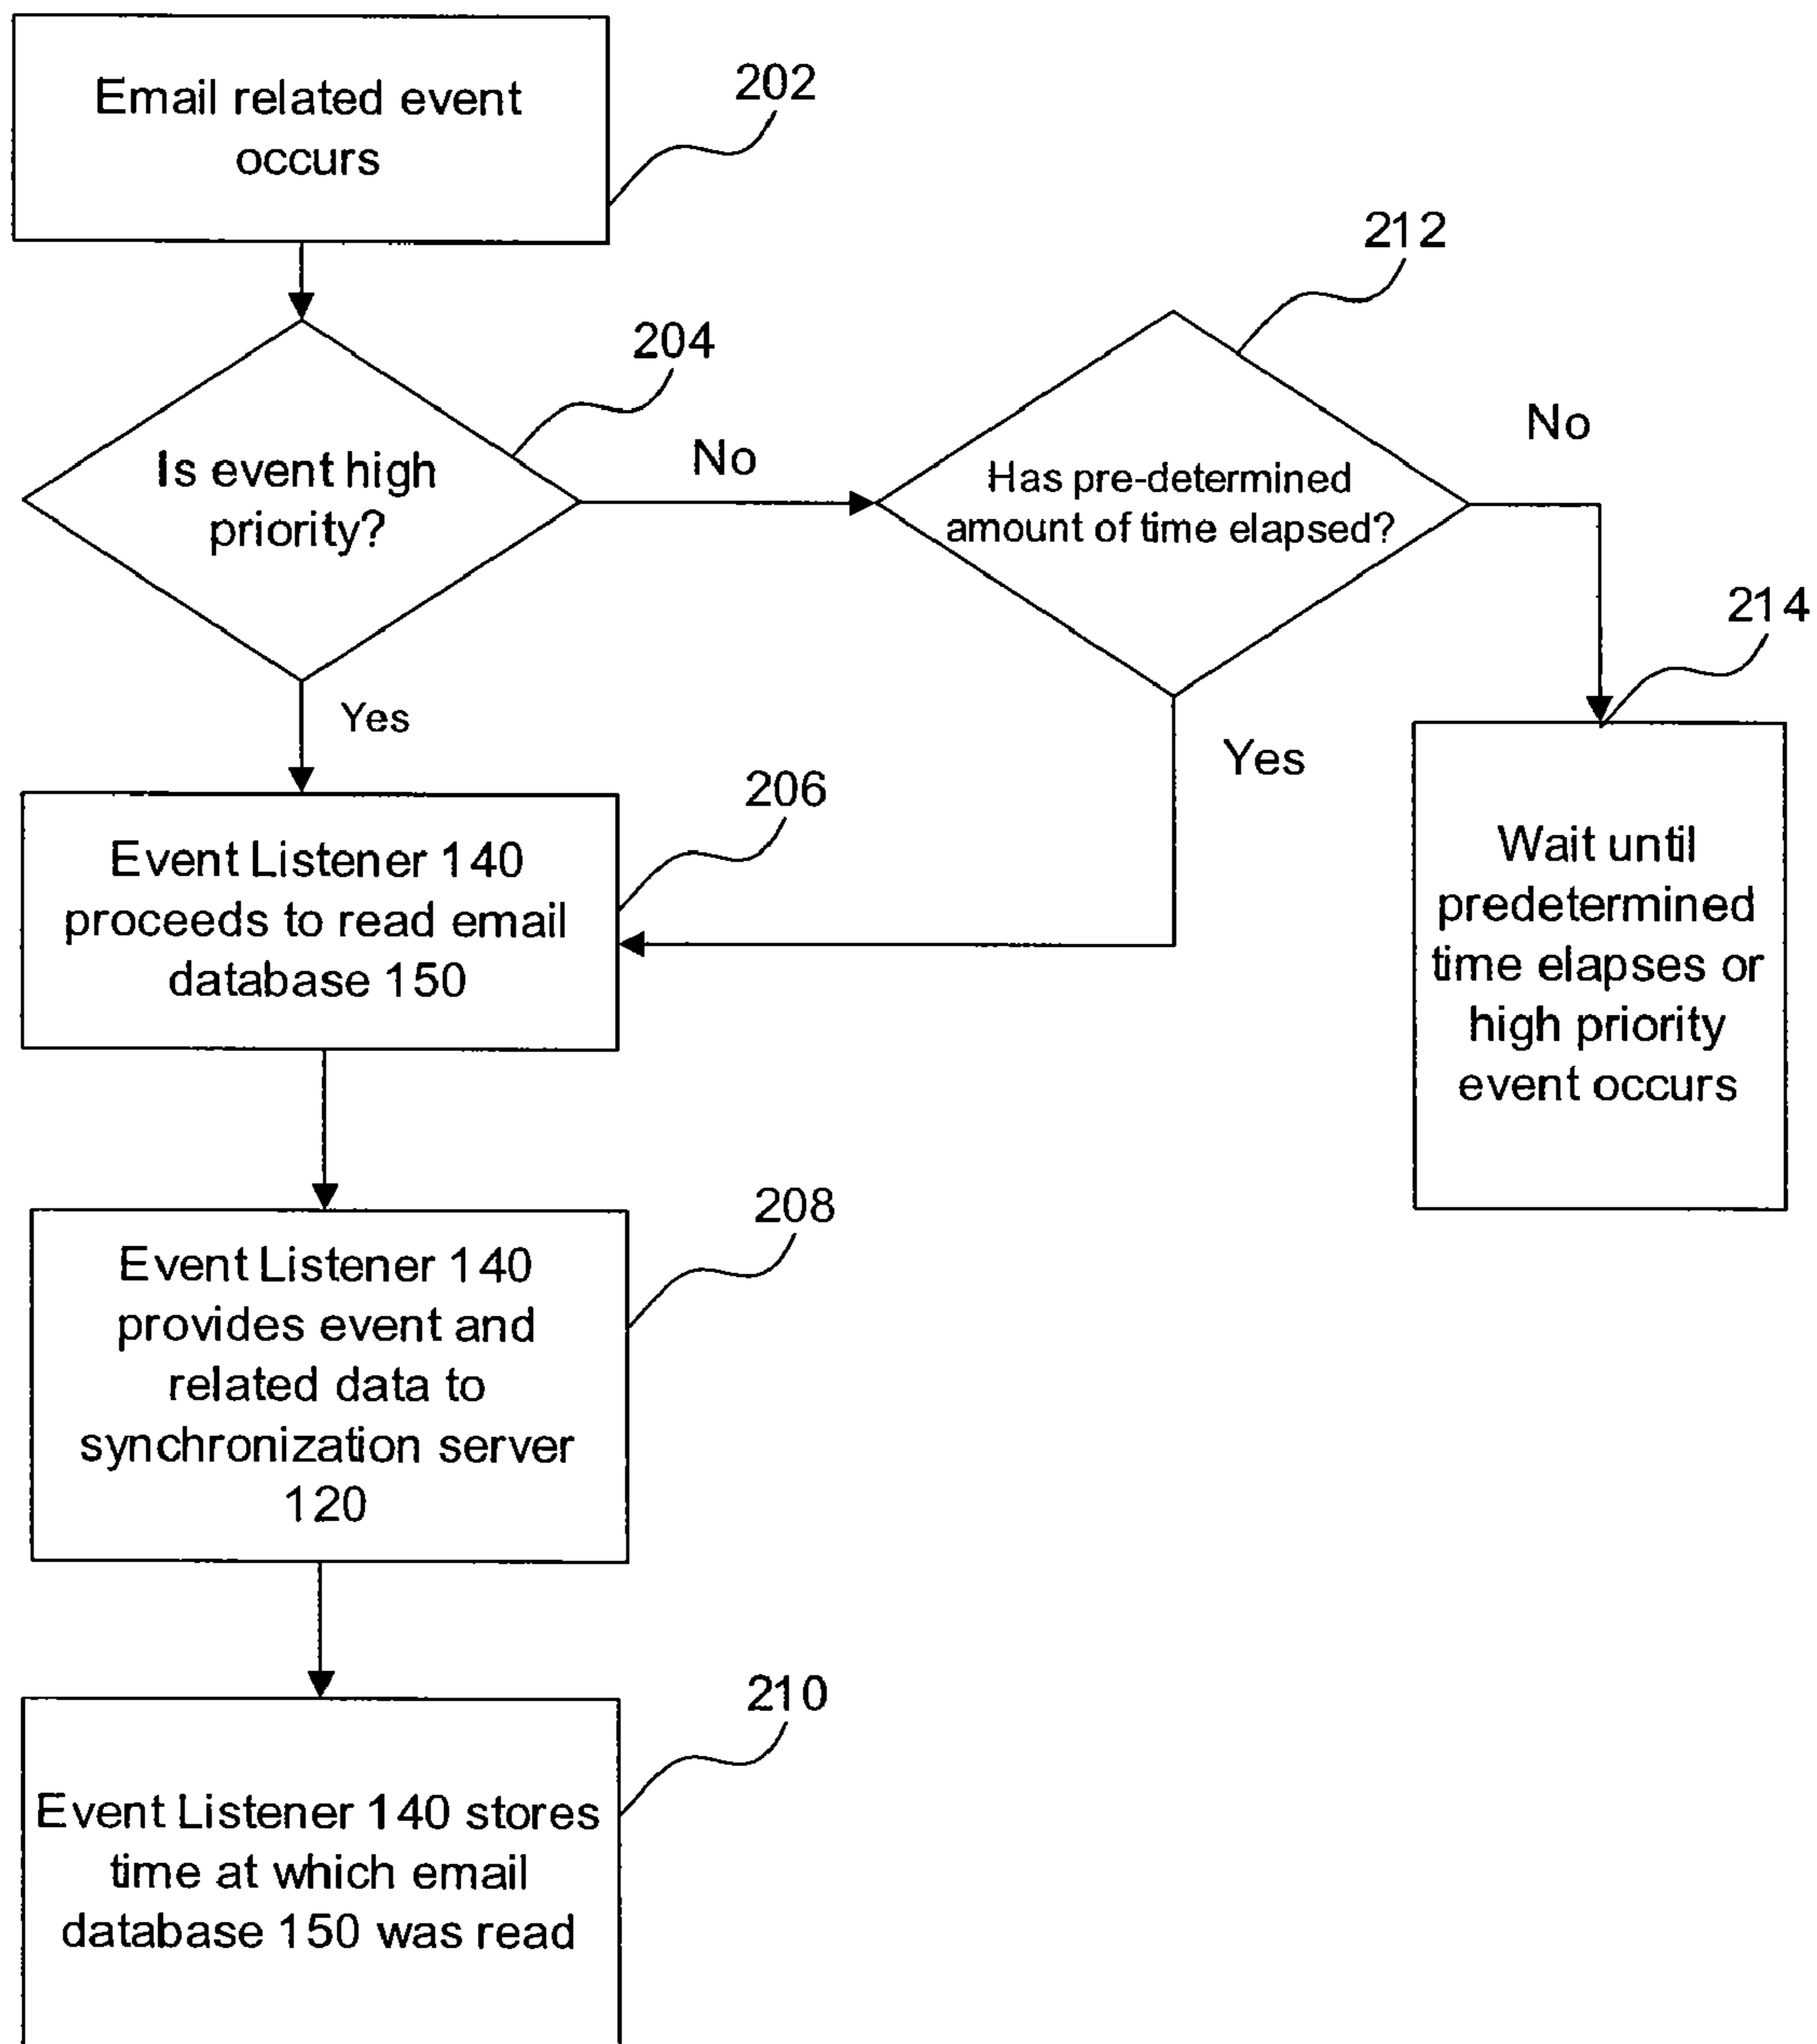 Email related event
occurs
202
Is event high
priority?
204
No
Yes
Has pre-determined
amount of time elapsed?
212
No
Yes
Wait until
predetermined
time elapses or
high priority
event occurs
214
Event Listener 140
proceeds to read email
database 150
206
Event Listener 140
provides event and
related data to
synchronization server
120
208
Event Listener 140 stores
time at which email
database 150 was read
210